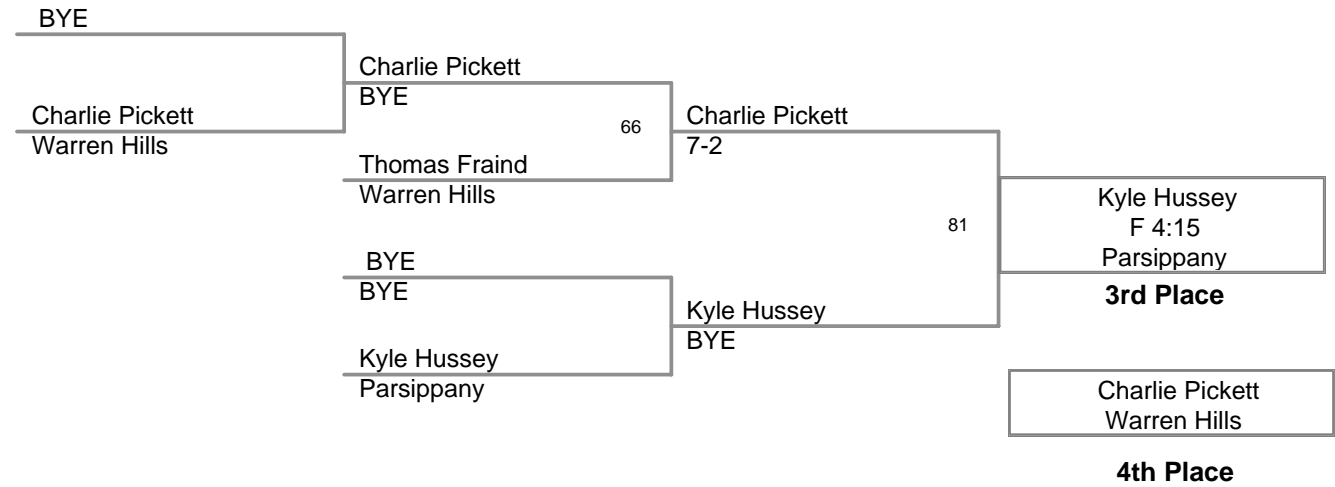 BYE
Charlie Pickett
Warren Hills
Charlie Pickett
BYE
66
Thomas Fraind
Warren Hills
BYE
BYE
Kyle Hussey
Parsippany
Charlie Pickett
7-2
81
Kyle Hussey
BYE
Kyle Hussey
F 4:15
Parsippany
3rd Place
Charlie Pickett
Warren Hills
4th Place